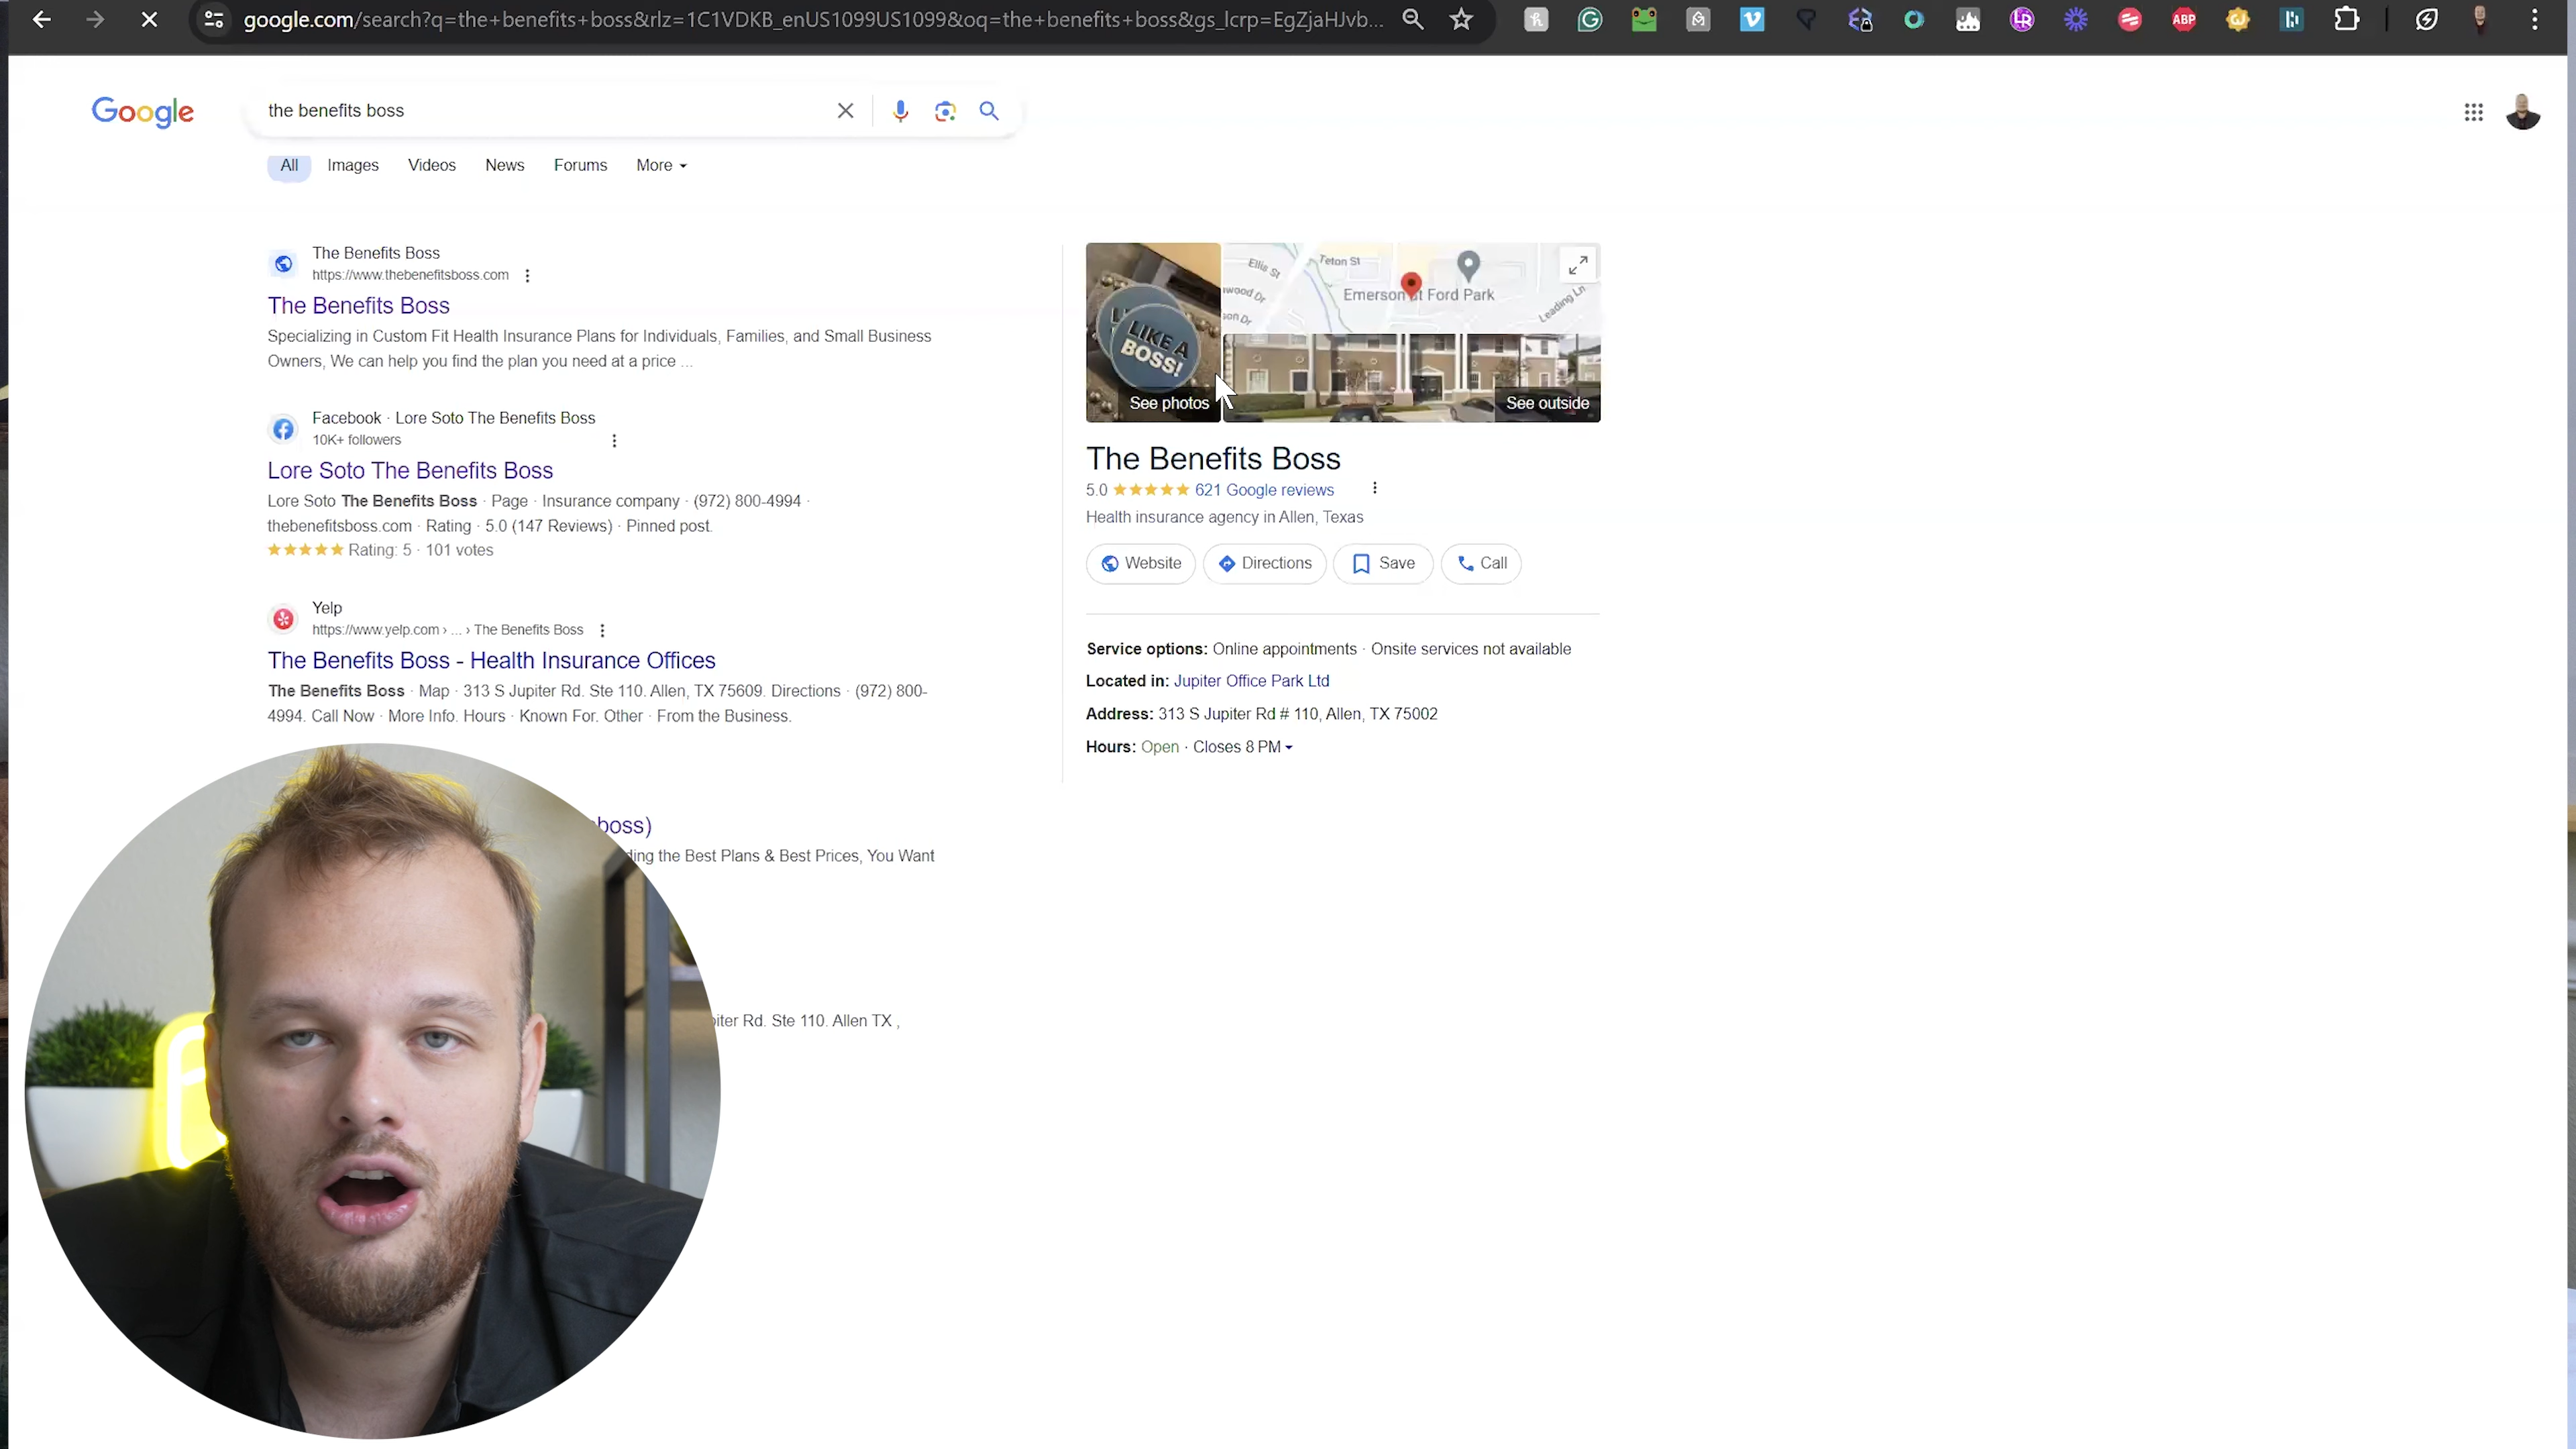 google.com/search?q=the+benefits+boss&rlz=1C1VDKB_enUS1099US1099&oq=the+benefits+boss&gs_lcrp=EgZjaHJvb...
ABP
Google
the benefits boss
All Images Videos News Forums More
The Benefits Boss
https://www.thebenefitsboss.com
The Benefits Boss
Specializing in Custom Fit Health Insurance Plans for Individuals, Families, and Small Business
Owners, We can help you find the plan you need at a price ...
Facebook · Lore Soto The Benefits Boss
10K+ followers
Lore Soto The Benefits Boss
Lore Soto The Benefits Boss · Page · Insurance company · (972) 800-4994 ·
thebenefitsboss.com · Rating · 5.0 (147 Reviews) · Pinned post.
Rating: 5 · 101 votes
Yelp
https://www.yelp.com › ... › The Benefits Boss
The Benefits Boss - Health Insurance Offices
The Benefits Boss · Map · 313 S Jupiter Rd. Ste 110. Allen, TX 75609. Directions · (972) 800-
4994. Call Now · More Info. Hours · Known For. Other · From the Business.
boss)
the Best Plans & Best Prices, You Want
Rd. Ste 110. Allen TX ,
Ellis St
Teton St
Emerson at Ford Park
Leading Ln
LIKE A
BOSS!
See photos
See outside
The Benefits Boss
5.0 621 Google reviews
Health insurance agency in Allen, Texas
Website Directions Save Call
Service options: Online appointments · Onsite services not available
Located in: Jupiter Office Park Ltd
Address: 313 S Jupiter Rd # 110, Allen, TX 75002
Hours: Open · Closes 8 PM